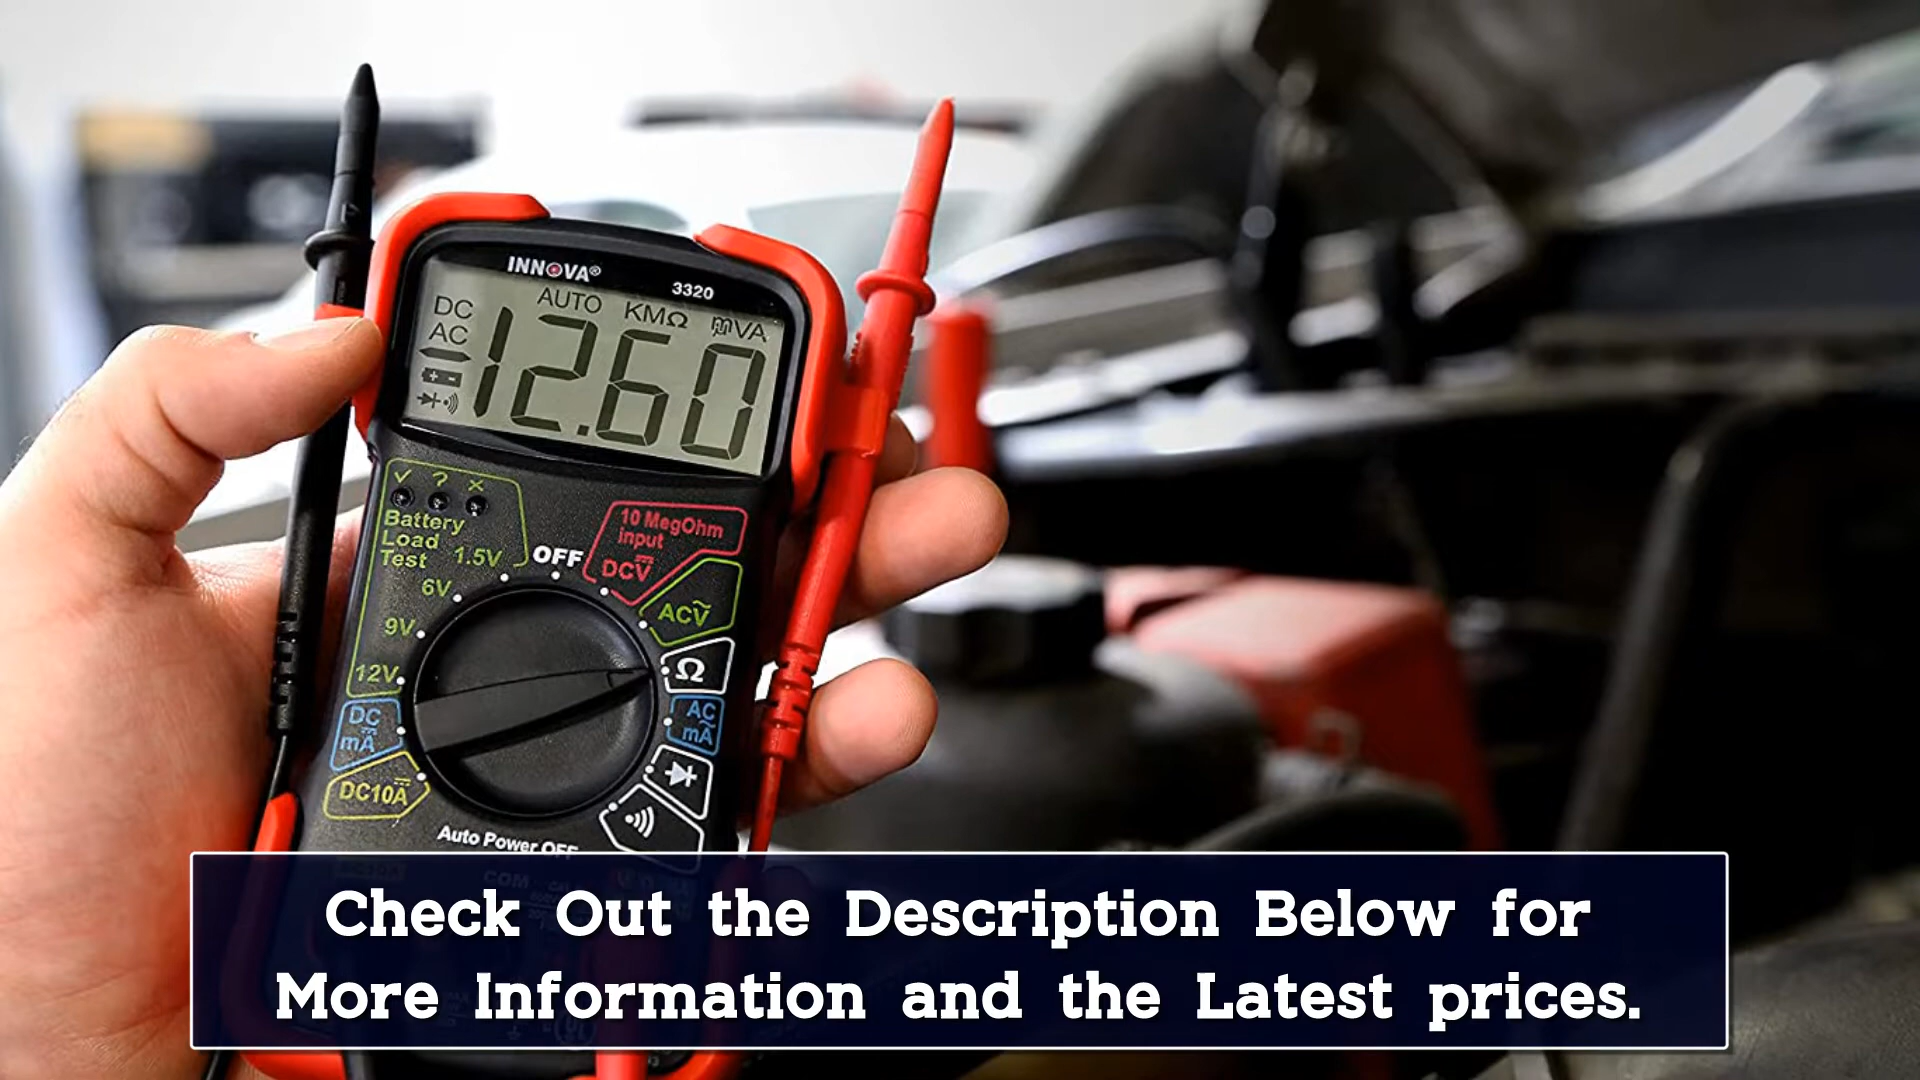 INNOVA®
3320
AUTO KMΩ mVA
DC
AC
12.60
✓ ? ×
Battery
Load
Test
1.5V
6V
9V
12V
OFF
10 MegOhm
input
DCV
ACV
Ω
DC
mA
AC
mA
DC10A
Auto Power OFF
COM
Check Out the Description Below for
More Information and the Latest prices.